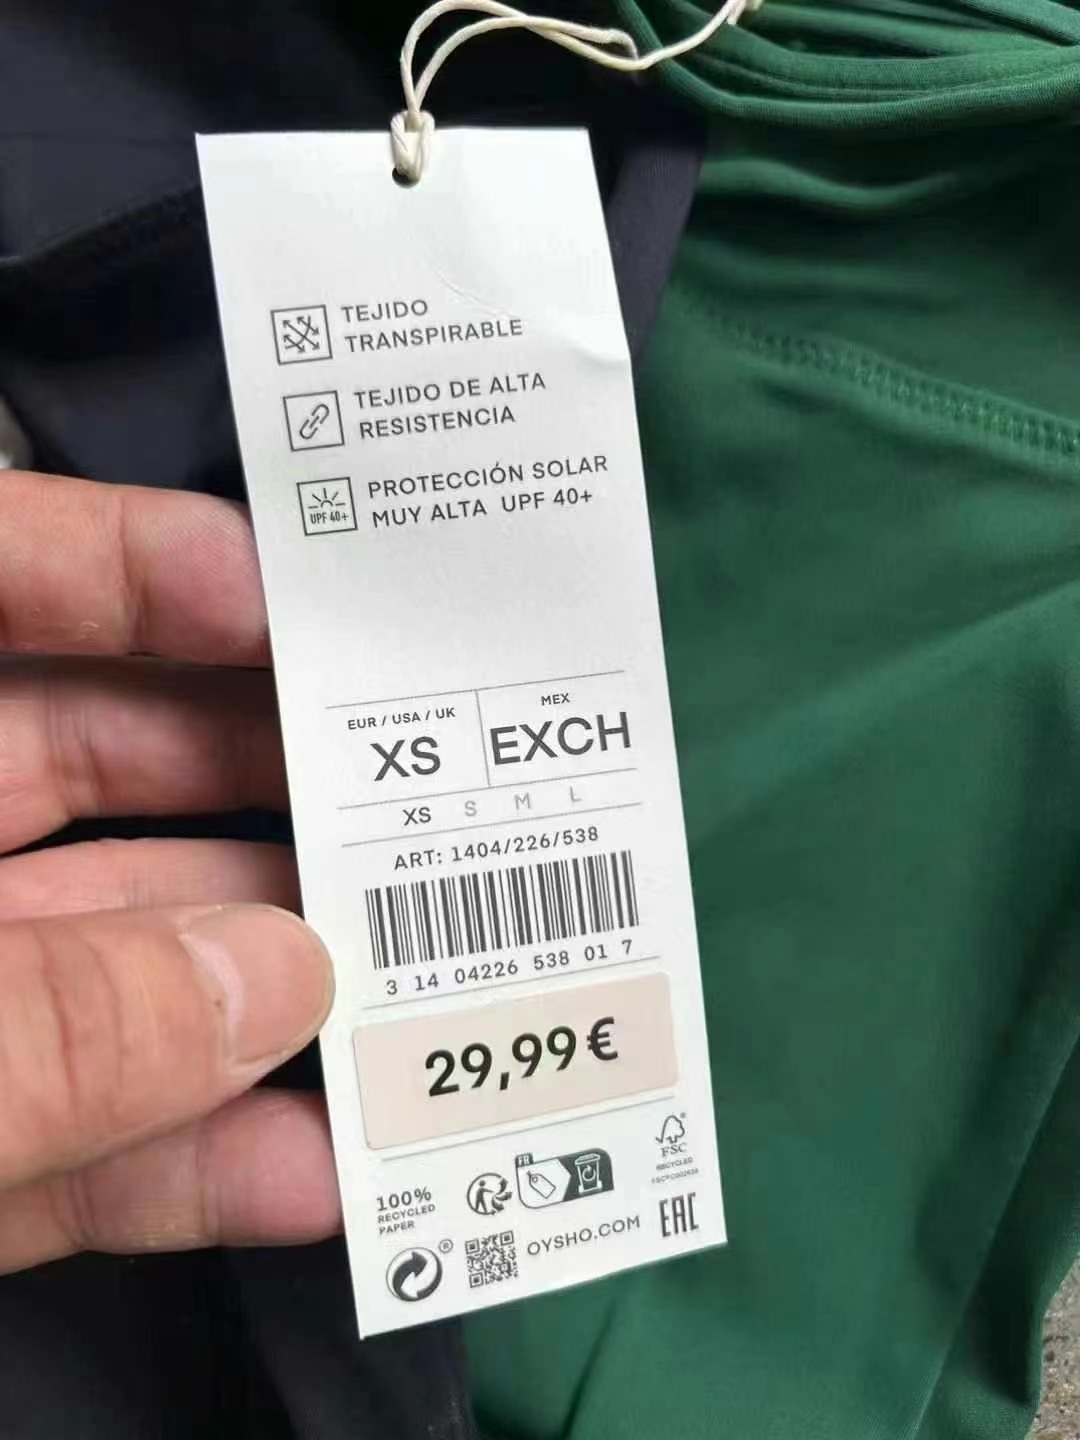 TEJIDO
TRANSPIRABLE
TEJIDO DE ALTA
RESISTENCIA
UPF 40+
PROTECCIÓN SOLAR
MUY ALTA UPF 40+
EUR / USA / UK
XS
MEX
EXCH
XS S M L
ART: 1404/226/538
3 14 04226 538 01 7
29,99€
100%
RECYCLED
PAPER
FR
FSC
RECYCLED
EAC
®
OYSHO.COM